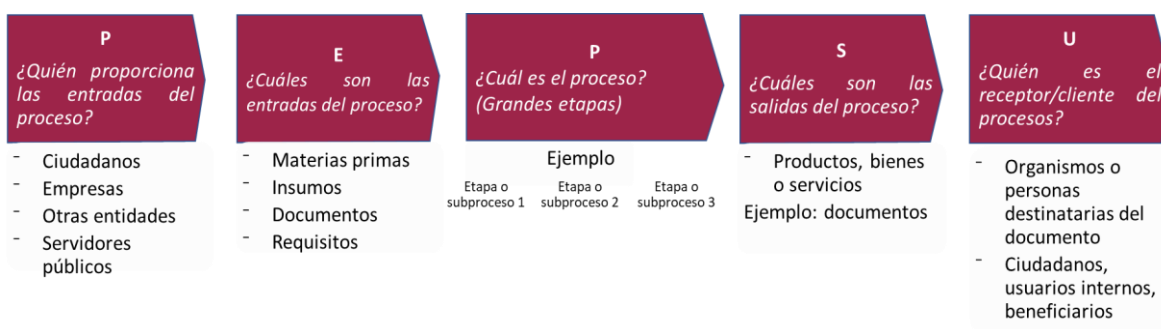 P
¿Quién proporciona
las entradas del
proceso?
- Ciudadanos
- Empresas
- Otras entidades
- Servidores
públicos
E
¿Cuáles son las
entradas del proceso?
- Materias primas
- Insumos
- Documentos
- Requisitos
P
¿Cuál es el proceso?
(Grandes etapas)
Ejemplo
Etapa o
subproceso 1
Etapa o
subproceso 2
Etapa o
subproceso 3
S
¿Cuáles son las
salidas del proceso?
- Productos, bienes
o servicios
Ejemplo: documentos
U
¿Quién es el
receptor/cliente del
procesos?
- Organismos o
personas
destinatarias del
documento
- Ciudadanos,
usuarios internos,
beneficiarios